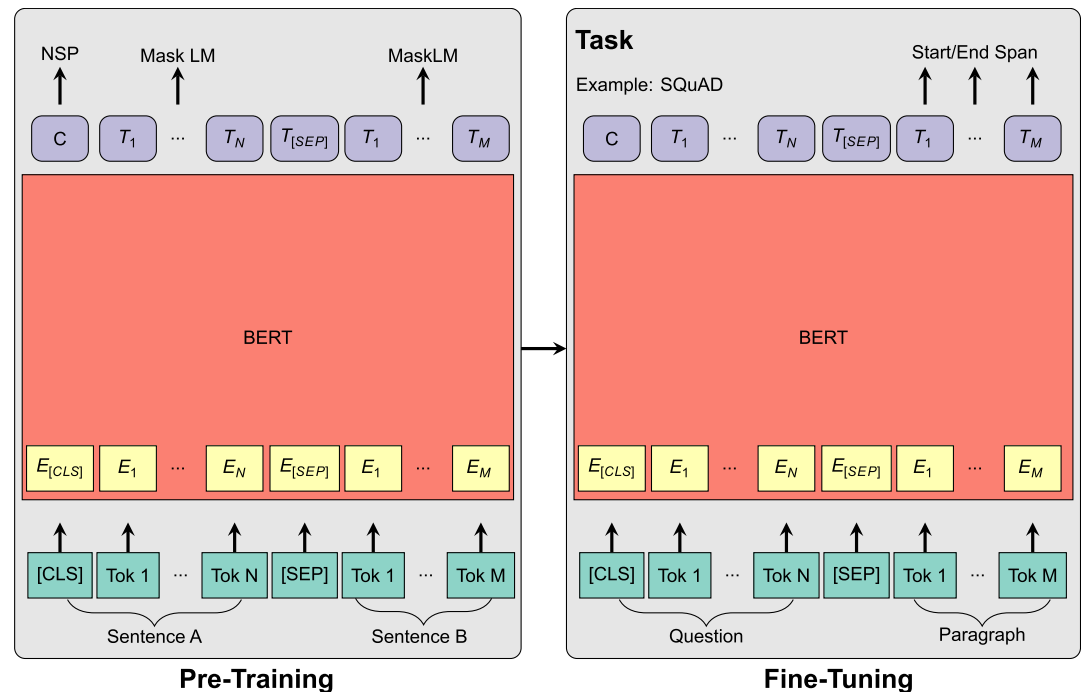 NSP Mask LM MaskLM
C T1 ... TN T[SEP] T1 ... TM
BERT
E[CLS] E1 ... EN E[SEP] E1 ... EM
[CLS] Tok 1 ... Tok N [SEP] Tok 1 ... Tok M
Sentence A Sentence B
Pre-Training
Task
Example: SQuAD
Start/End Span
C T1 ... TN T[SEP] T1 ... TM
BERT
E[CLS] E1 ... EN E[SEP] E1 ... EM
[CLS] Tok 1 ... Tok N [SEP] Tok 1 ... Tok M
Question Paragraph
Fine-Tuning